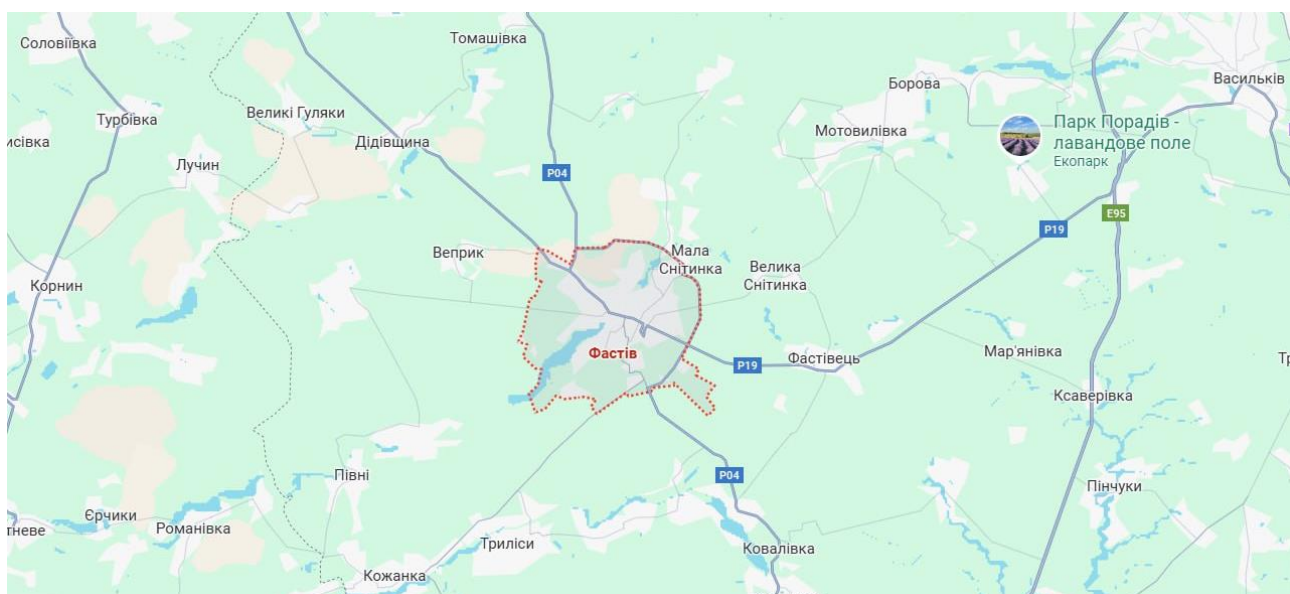 Томашівка
Соловіївка
Борова
Васильків
Великі Гуляки
Турбівка
Парк Порадів -
лавандове поле
Екопарк
Мотовилівка
Дідівщина
исівка
Лучин
P04
E95
P19
Веприк
Мала
Снітинка
Велика
Снітинка
Корнин
Фастів
Мар'янівка
Фастівець
P19
Тр
Ксаверівка
Півні
P04
Пінчуки
Єрчики
Романівка
тневе
Триліси
Ковалівка
Кожанка